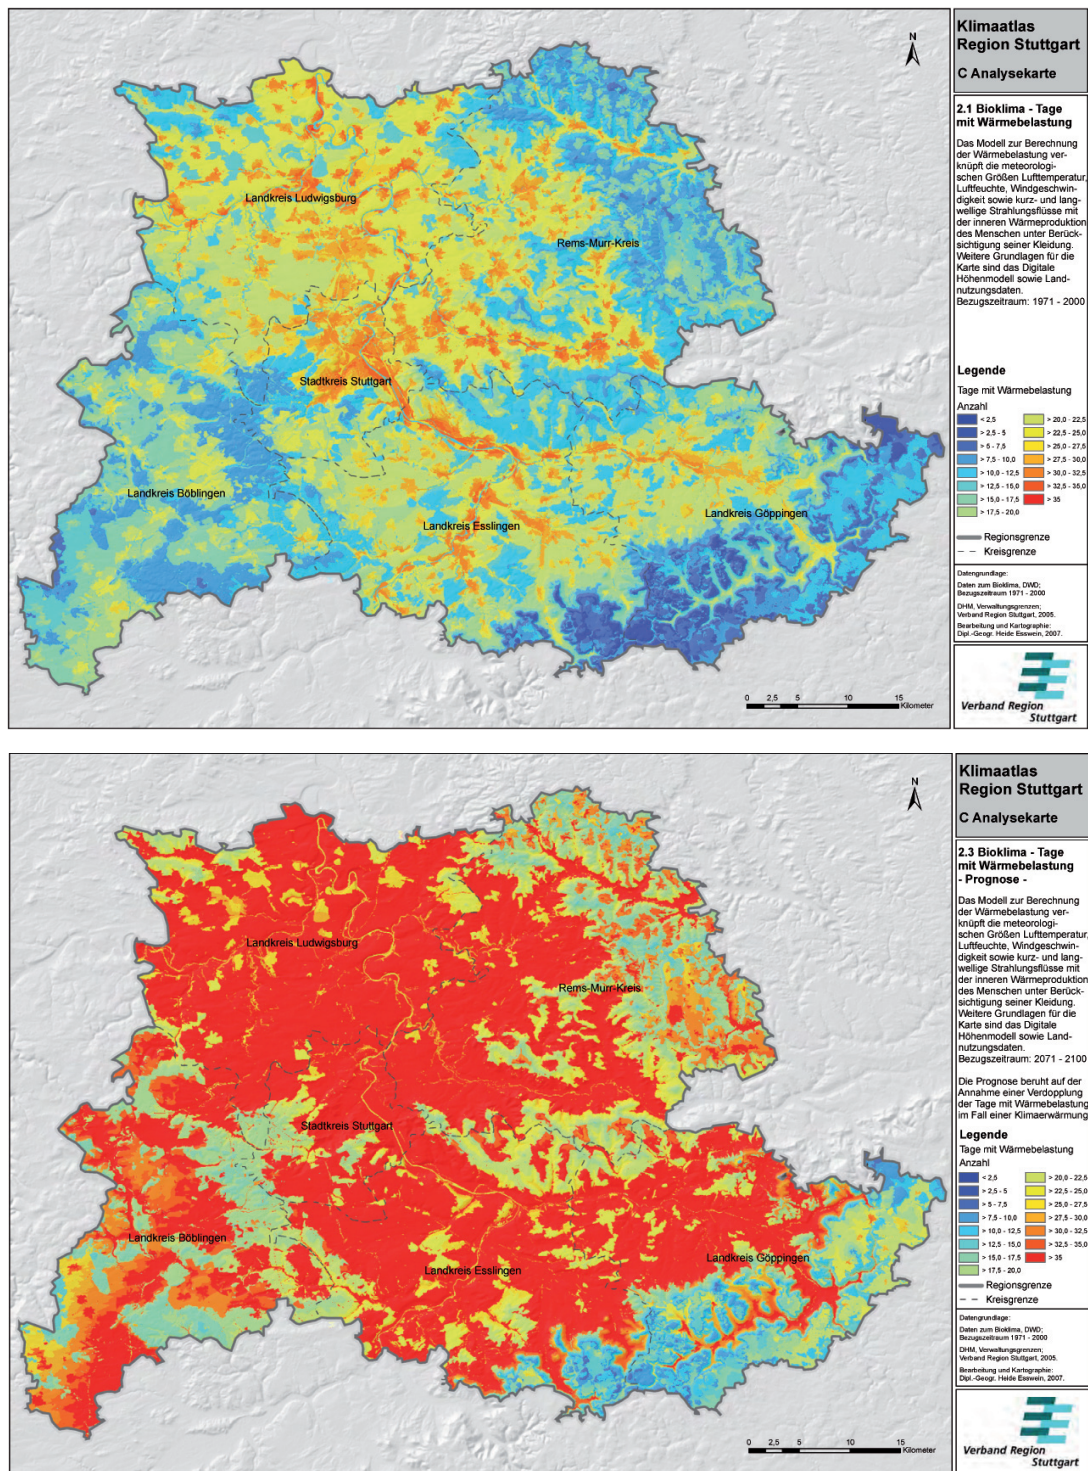 Klimaatlas
Region Stuttgart
C Analysekarte
2.1 Bioklima - Tage
mit Wärmebelastung
Das Modell zur Berechnung
der Wärmebelastung ver-
knüpft die meteorologi-
schen Größen Lufttemperatur,
Luftfeuchte, Windgeschwin-
digkeit sowie kurz- und lang-
wellige Strahlungsflüsse mit
der inneren Wärmeproduktion
des Menschen unter Berück-
sichtigung seiner Kleidung.
Weitere Grundlagen für die
Karte sind das Digitale
Höhenmodell sowie Land-
nutzungsdaten.
Bezugszeitraum: 1971 - 2000
Legende
Tage mit Wärmebelastung
Anzahl
< 2,5
> 2,5 - 5
> 5 - 7,5
> 7,5 - 10,0
> 10,0 - 12,5
> 12,5 - 15,0
> 15,0 - 17,5
> 17,5 - 20,0
> 20,0 - 22,5
> 22,5 - 25,0
> 25,0 - 27,5
> 27,5 - 30,0
> 30,0 - 32,5
> 32,5 - 35,0
> 35
Regionsgrenze
Kreisgrenze
Datengrundlage:
Daten zum Bioklima, DWD;
Bezugszeitraum 1971 - 2000
DHM, Verwaltungsgrenzen;
Verband Region Stuttgart, 2005.
Bearbeitung und Kartographie:
Dipl.-Geogr. Heide Esswein, 2007.
Verband Region
Stuttgart
N
Landkreis Ludwigsburg
Rems-Murr-Kreis
Stadtkreis Stuttgart
Landkreis Böblingen
Landkreis Esslingen
Landkreis Göppingen
0 2,5 5 10 15
Kilometer
Klimaatlas
Region Stuttgart
C Analysekarte
2.3 Bioklima - Tage
mit Wärmebelastung
- Prognose -
Das Modell zur Berechnung
der Wärmebelastung ver-
knüpft die meteorologi-
schen Größen Lufttemperatur,
Luftfeuchte, Windgeschwin-
digkeit sowie kurz- und lang-
wellige Strahlungsflüsse mit
der inneren Wärmeproduktion
des Menschen unter Berück-
sichtigung seiner Kleidung.
Weitere Grundlagen für die
Karte sind das Digitale
Höhenmodell sowie Land-
nutzungsdaten.
Bezugszeitraum: 2071 - 2100
Die Prognose beruht auf der
Annahme einer Verdopplung
der Tage mit Wärmebelastung
im Fall einer Klimaerwärmung
Legende
Tage mit Wärmebelastung
Anzahl
< 2,5
> 2,5 - 5
> 5 - 7,5
> 7,5 - 10,0
> 10,0 - 12,5
> 12,5 - 15,0
> 15,0 - 17,5
> 17,5 - 20,0
> 20,0 - 22,5
> 22,5 - 25,0
> 25,0 - 27,5
> 27,5 - 30,0
> 30,0 - 32,5
> 32,5 - 35,0
> 35
Regionsgrenze
Kreisgrenze
Datengrundlage:
Daten zum Bioklima, DWD;
Bezugszeitraum 1971 - 2000
DHM, Verwaltungsgrenzen;
Verband Region Stuttgart, 2005.
Bearbeitung und Kartographie:
Dipl.-Geogr. Heide Esswein, 2007.
Verband Region
Stuttgart
N
Landkreis Ludwigsburg
Rems-Murr-Kreis
Stadtkreis Stuttgart
Landkreis Böblingen
Landkreis Esslingen
Landkreis Göppingen
0 2,5 5 10 15
Kilometer